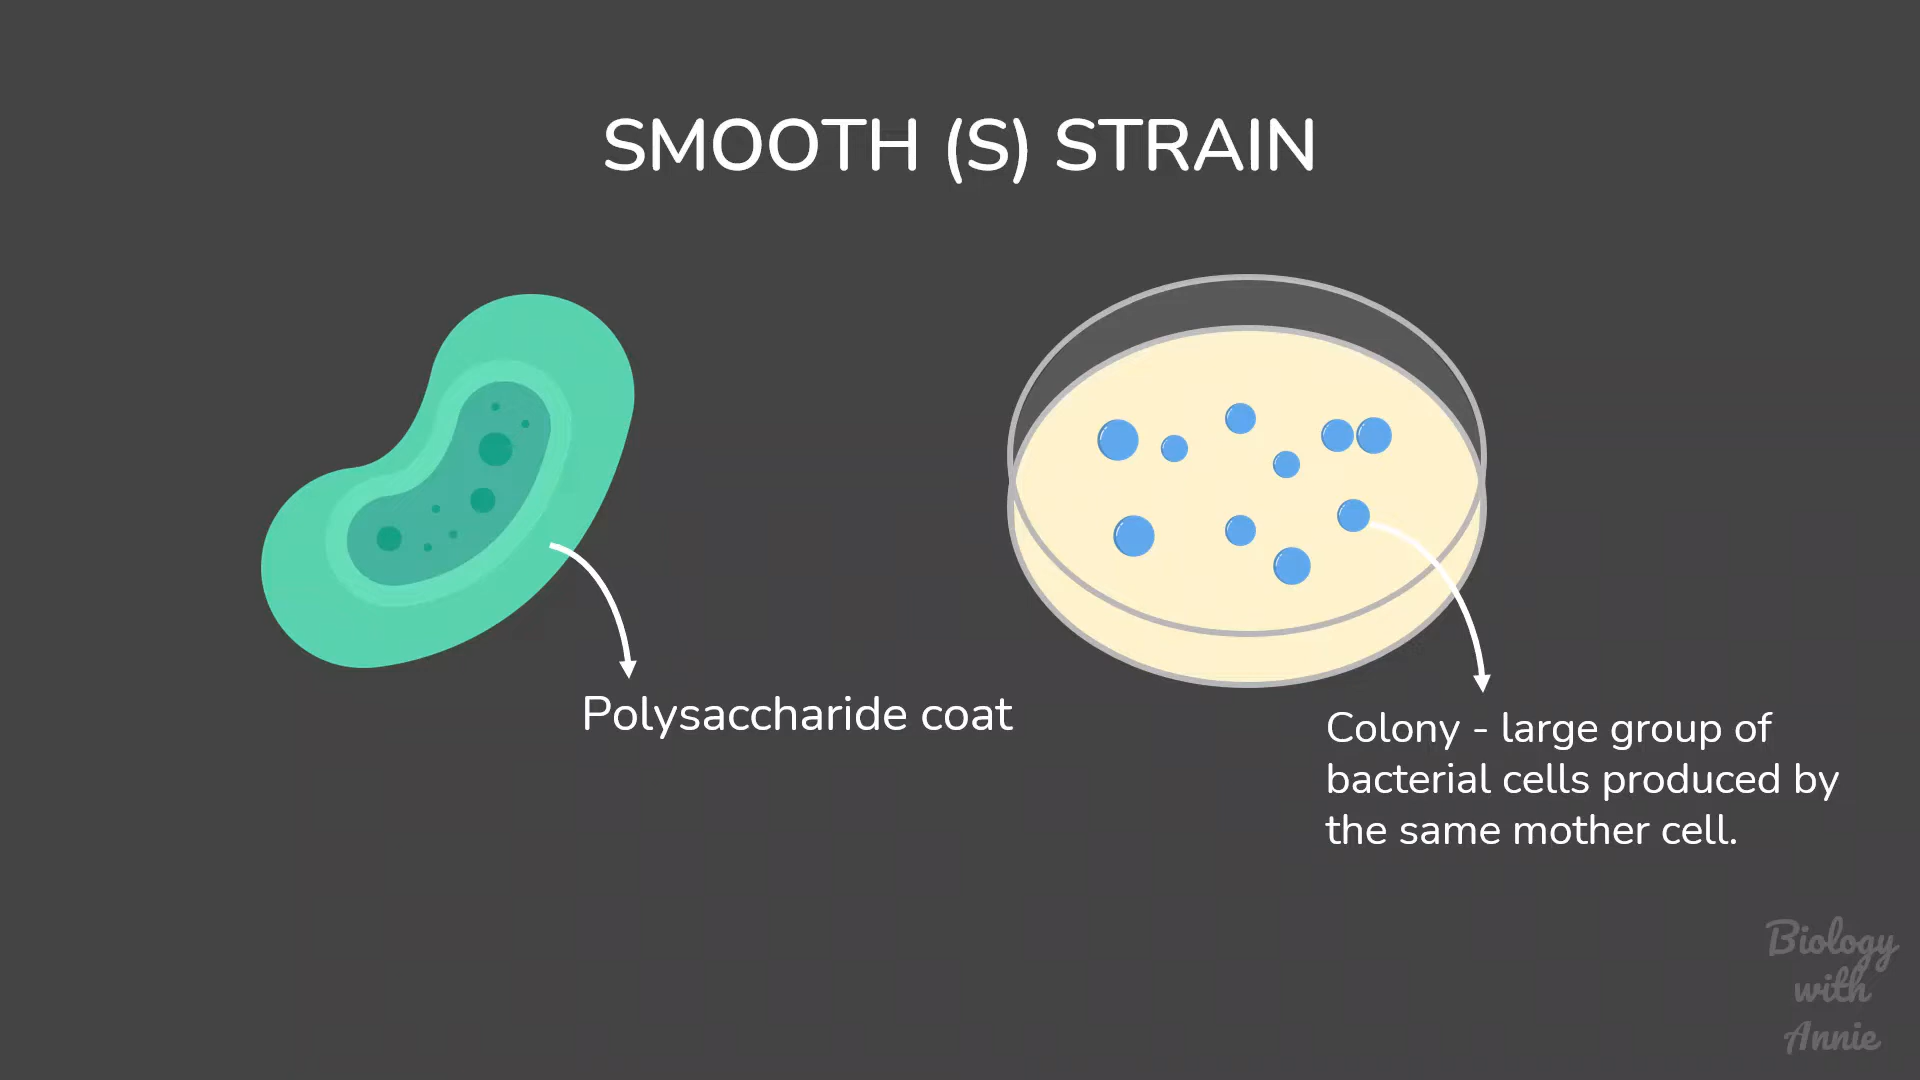 SMOOTH (S) STRAIN
Polysaccharide coat
Colony - large group of
bacterial cells produced by
the same mother cell.
Biology
with
Annie